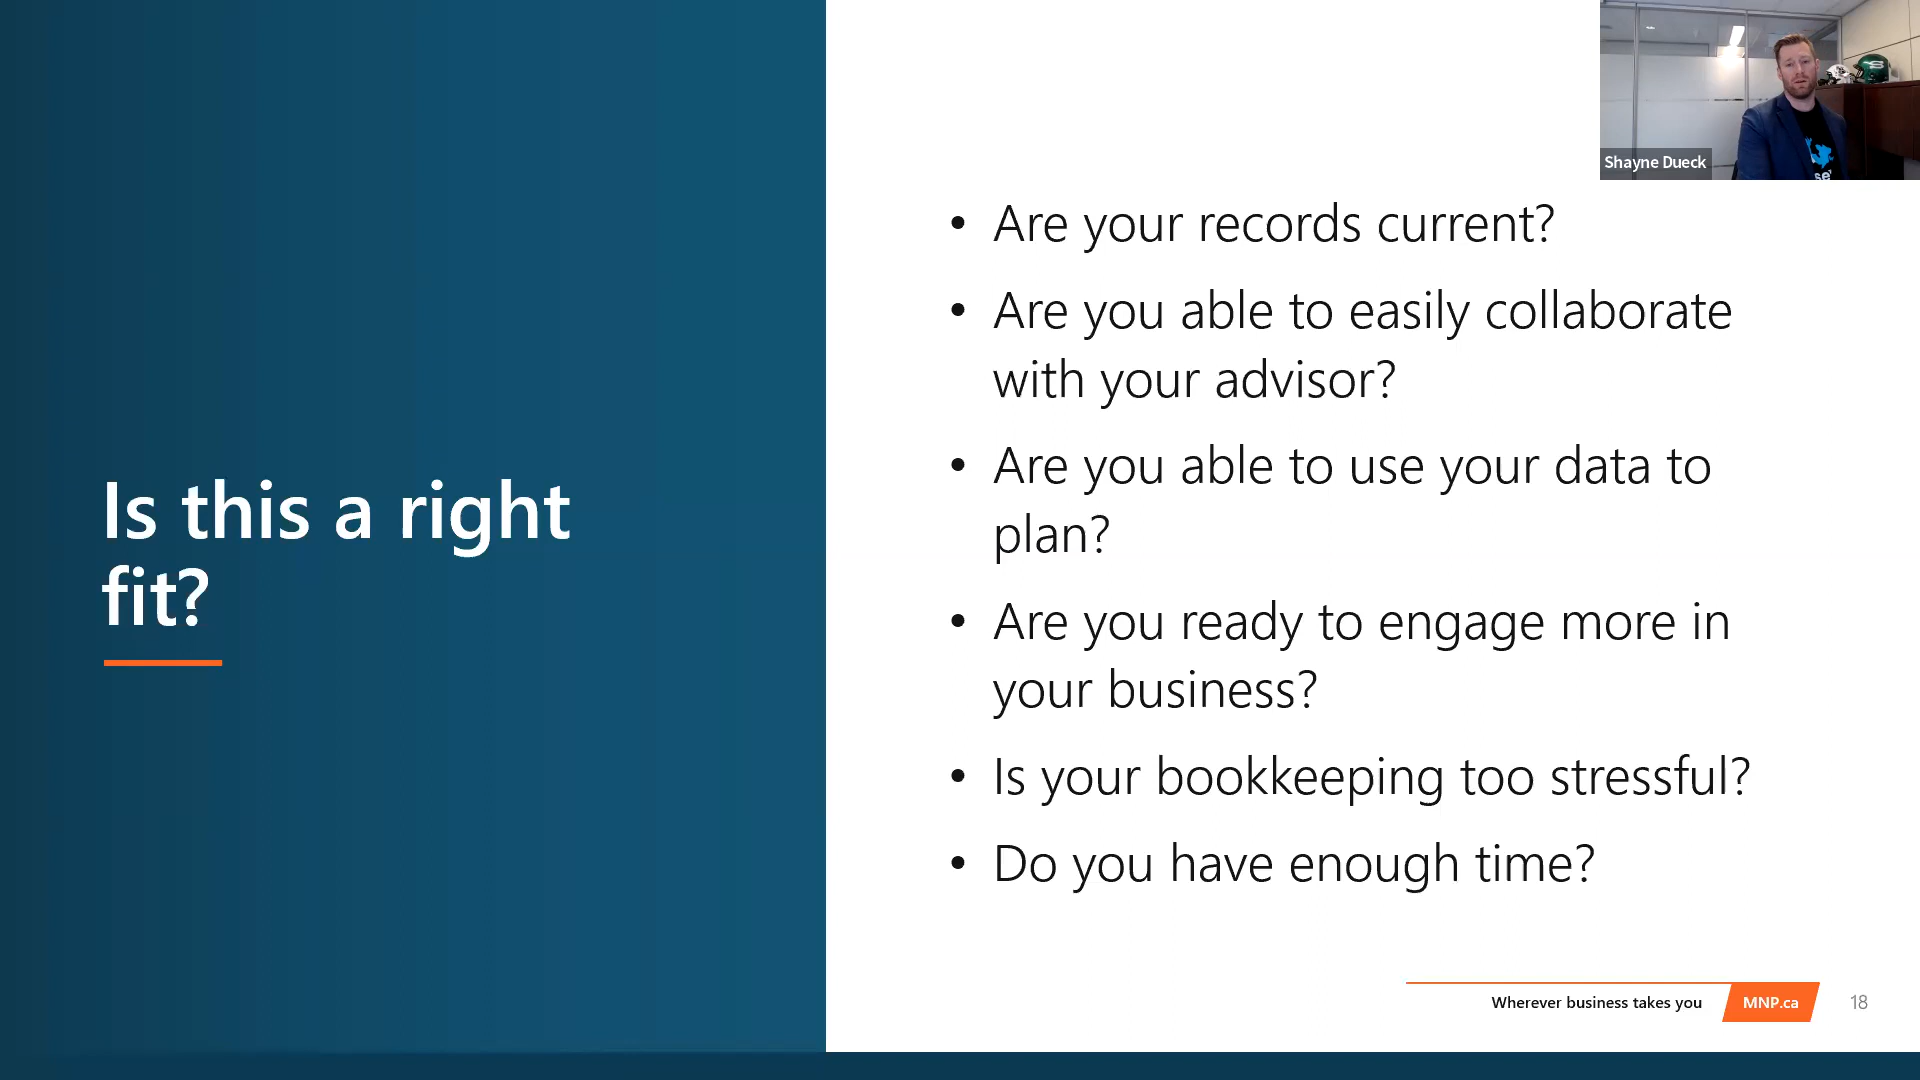 Shayne Dueck
Is this a right
fit?
• Are your records current?
• Are you able to easily collaborate
with your advisor?
• Are you able to use your data to
plan?
• Are you ready to engage more in
your business?
• Is your bookkeeping too stressful?
• Do you have enough time?
Wherever business takes you
MNP.ca
18